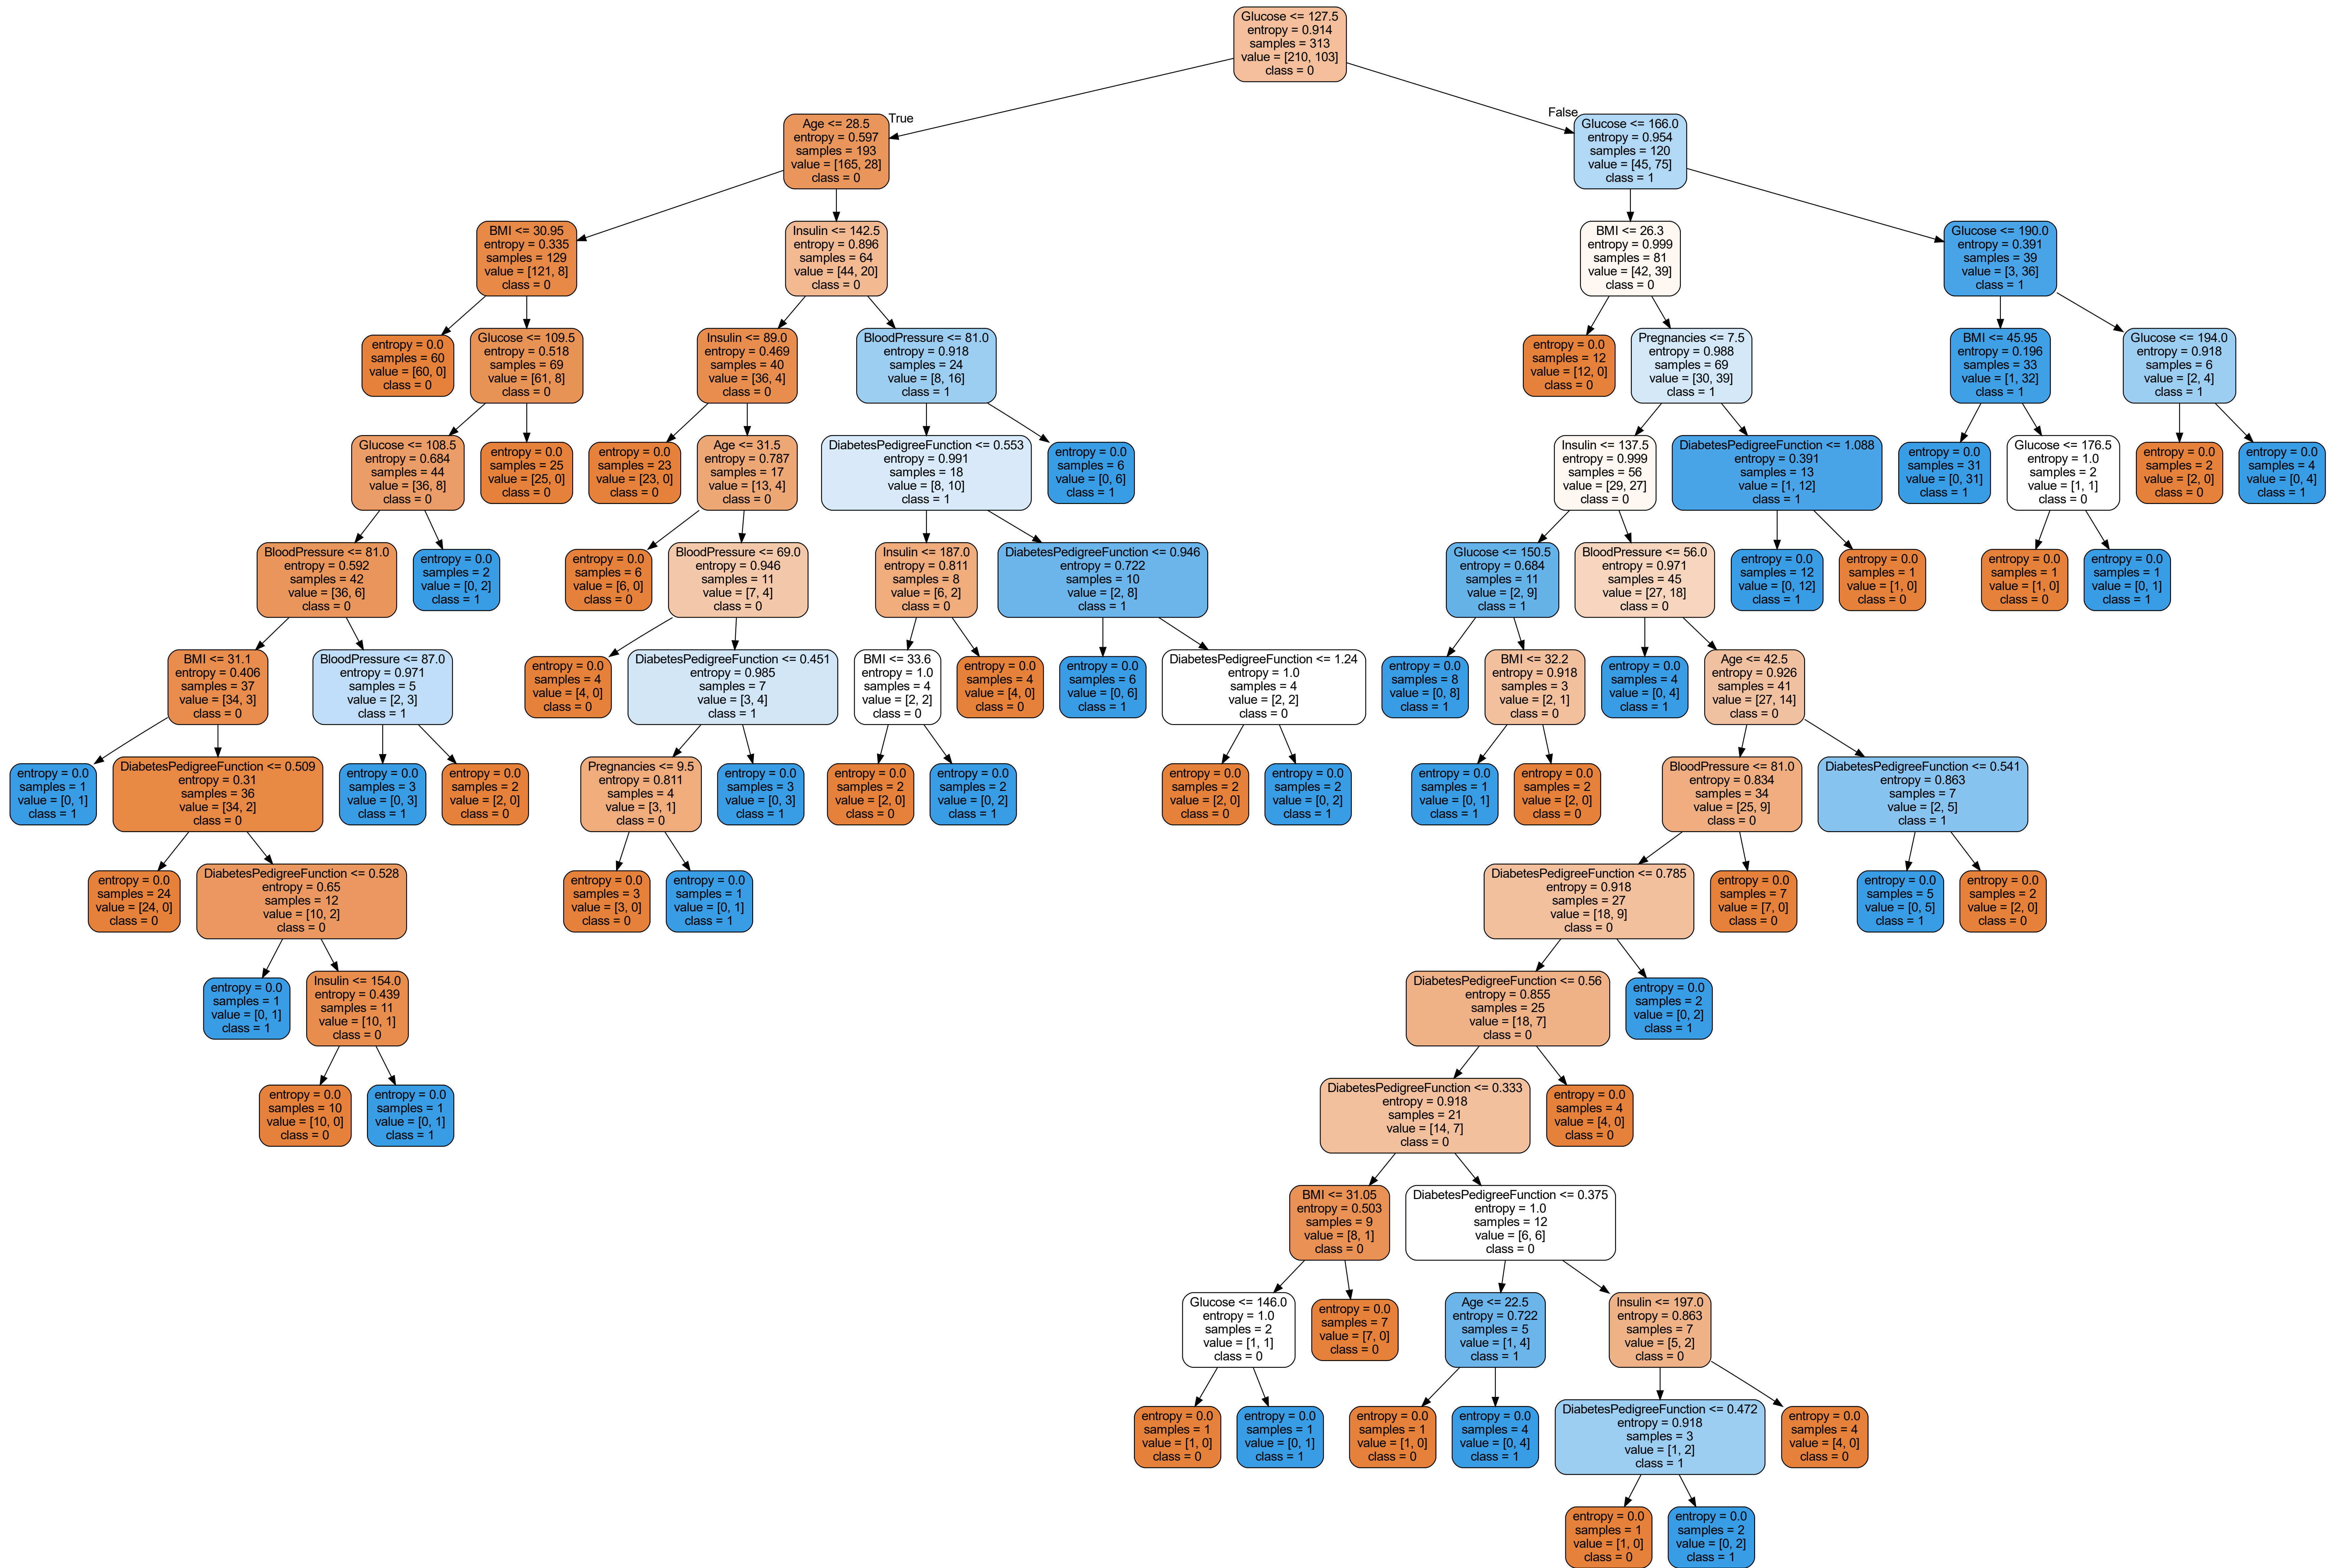 Glucose <= 127.5
entropy = 0.914
samples = 313
value = [210, 103]
class = 0
True
False
Age <= 28.5
entropy = 0.597
samples = 193
value = [165, 28]
class = 0
Glucose <= 166.0
entropy = 0.954
samples = 120
value = [45, 75]
class = 1
BMI <= 30.95
entropy = 0.335
samples = 129
value = [121, 8]
class = 0
Insulin <= 142.5
entropy = 0.896
samples = 64
value = [44, 20]
class = 0
BMI <= 26.3
entropy = 0.999
samples = 81
value = [42, 39]
class = 0
Glucose <= 190.0
entropy = 0.391
samples = 39
value = [3, 36]
class = 1
entropy = 0.0
samples = 60
value = [60, 0]
class = 0
Glucose <= 109.5
entropy = 0.518
samples = 69
value = [61, 8]
class = 0
Insulin <= 89.0
entropy = 0.469
samples = 40
value = [36, 4]
class = 0
BloodPressure <= 81.0
entropy = 0.918
samples = 24
value = [8, 16]
class = 1
entropy = 0.0
samples = 12
value = [12, 0]
class = 0
Pregnancies <= 7.5
entropy = 0.988
samples = 69
value = [30, 39]
class = 1
BMI <= 45.95
entropy = 0.196
samples = 33
value = [1, 32]
class = 1
Glucose <= 194.0
entropy = 0.918
samples = 6
value = [2, 4]
class = 1
Glucose <= 108.5
entropy = 0.684
samples = 44
value = [36, 8]
class = 0
entropy = 0.0
samples = 25
value = [25, 0]
class = 0
entropy = 0.0
samples = 23
value = [23, 0]
class = 0
Age <= 31.5
entropy = 0.787
samples = 17
value = [13, 4]
class = 0
DiabetesPedigreeFunction <= 0.553
entropy = 0.991
samples = 18
value = [8, 10]
class = 1
entropy = 0.0
samples = 6
value = [0, 6]
class = 1
Insulin <= 137.5
entropy = 0.999
samples = 56
value = [29, 27]
class = 0
DiabetesPedigreeFunction <= 1.088
entropy = 0.391
samples = 13
value = [1, 12]
class = 1
entropy = 0.0
samples = 31
value = [0, 31]
class = 1
Glucose <= 176.5
entropy = 1.0
samples = 2
value = [1, 1]
class = 0
entropy = 0.0
samples = 2
value = [2, 0]
class = 0
entropy = 0.0
samples = 4
value = [0, 4]
class = 1
BloodPressure <= 81.0
entropy = 0.592
samples = 42
value = [36, 6]
class = 0
entropy = 0.0
samples = 2
value = [0, 2]
class = 1
entropy = 0.0
samples = 6
value = [6, 0]
class = 0
BloodPressure <= 69.0
entropy = 0.946
samples = 11
value = [7, 4]
class = 0
Insulin <= 187.0
entropy = 0.811
samples = 8
value = [6, 2]
class = 0
DiabetesPedigreeFunction <= 0.946
entropy = 0.722
samples = 10
value = [2, 8]
class = 1
Glucose <= 150.5
entropy = 0.684
samples = 11
value = [2, 9]
class = 1
BloodPressure <= 56.0
entropy = 0.971
samples = 45
value = [27, 18]
class = 0
entropy = 0.0
samples = 12
value = [0, 12]
class = 1
entropy = 0.0
samples = 1
value = [1, 0]
class = 0
entropy = 0.0
samples = 1
value = [1, 0]
class = 0
entropy = 0.0
samples = 1
value = [0, 1]
class = 1
BMI <= 31.1
entropy = 0.406
samples = 37
value = [34, 3]
class = 0
BloodPressure <= 87.0
entropy = 0.971
samples = 5
value = [2, 3]
class = 1
entropy = 0.0
samples = 4
value = [4, 0]
class = 0
DiabetesPedigreeFunction <= 0.451
entropy = 0.985
samples = 7
value = [3, 4]
class = 1
BMI <= 33.6
entropy = 1.0
samples = 4
value = [2, 2]
class = 0
entropy = 0.0
samples = 4
value = [4, 0]
class = 0
entropy = 0.0
samples = 6
value = [0, 6]
class = 1
DiabetesPedigreeFunction <= 1.24
entropy = 1.0
samples = 4
value = [2, 2]
class = 0
entropy = 0.0
samples = 8
value = [0, 8]
class = 1
BMI <= 32.2
entropy = 0.918
samples = 3
value = [2, 1]
class = 0
entropy = 0.0
samples = 4
value = [0, 4]
class = 1
Age <= 42.5
entropy = 0.926
samples = 41
value = [27, 14]
class = 0
entropy = 0.0
samples = 1
value = [0, 1]
class = 1
DiabetesPedigreeFunction <= 0.509
entropy = 0.31
samples = 36
value = [34, 2]
class = 0
entropy = 0.0
samples = 3
value = [0, 3]
class = 1
entropy = 0.0
samples = 2
value = [2, 0]
class = 0
Pregnancies <= 9.5
entropy = 0.811
samples = 4
value = [3, 1]
class = 0
entropy = 0.0
samples = 3
value = [0, 3]
class = 1
entropy = 0.0
samples = 2
value = [2, 0]
class = 0
entropy = 0.0
samples = 2
value = [0, 2]
class = 1
entropy = 0.0
samples = 2
value = [2, 0]
class = 0
entropy = 0.0
samples = 2
value = [0, 2]
class = 1
entropy = 0.0
samples = 1
value = [0, 1]
class = 1
entropy = 0.0
samples = 2
value = [2, 0]
class = 0
BloodPressure <= 81.0
entropy = 0.834
samples = 34
value = [25, 9]
class = 0
DiabetesPedigreeFunction <= 0.541
entropy = 0.863
samples = 7
value = [2, 5]
class = 1
entropy = 0.0
samples = 24
value = [24, 0]
class = 0
DiabetesPedigreeFunction <= 0.528
entropy = 0.65
samples = 12
value = [10, 2]
class = 0
entropy = 0.0
samples = 3
value = [3, 0]
class = 0
entropy = 0.0
samples = 1
value = [0, 1]
class = 1
DiabetesPedigreeFunction <= 0.785
entropy = 0.918
samples = 27
value = [18, 9]
class = 0
entropy = 0.0
samples = 7
value = [7, 0]
class = 0
entropy = 0.0
samples = 5
value = [0, 5]
class = 1
entropy = 0.0
samples = 2
value = [2, 0]
class = 0
entropy = 0.0
samples = 1
value = [0, 1]
class = 1
Insulin <= 154.0
entropy = 0.439
samples = 11
value = [10, 1]
class = 0
DiabetesPedigreeFunction <= 0.56
entropy = 0.855
samples = 25
value = [18, 7]
class = 0
entropy = 0.0
samples = 2
value = [0, 2]
class = 1
entropy = 0.0
samples = 10
value = [10, 0]
class = 0
entropy = 0.0
samples = 1
value = [0, 1]
class = 1
DiabetesPedigreeFunction <= 0.333
entropy = 0.918
samples = 21
value = [14, 7]
class = 0
entropy = 0.0
samples = 4
value = [4, 0]
class = 0
BMI <= 31.05
entropy = 0.503
samples = 9
value = [8, 1]
class = 0
DiabetesPedigreeFunction <= 0.375
entropy = 1.0
samples = 12
value = [6, 6]
class = 0
Glucose <= 146.0
entropy = 1.0
samples = 2
value = [1, 1]
class = 0
entropy = 0.0
samples = 7
value = [7, 0]
class = 0
Age <= 22.5
entropy = 0.722
samples = 5
value = [1, 4]
class = 1
Insulin <= 197.0
entropy = 0.863
samples = 7
value = [5, 2]
class = 0
entropy = 0.0
samples = 1
value = [1, 0]
class = 0
entropy = 0.0
samples = 1
value = [0, 1]
class = 1
entropy = 0.0
samples = 1
value = [1, 0]
class = 0
entropy = 0.0
samples = 4
value = [0, 4]
class = 1
DiabetesPedigreeFunction <= 0.472
entropy = 0.918
samples = 3
value = [1, 2]
class = 1
entropy = 0.0
samples = 4
value = [4, 0]
class = 0
entropy = 0.0
samples = 1
value = [1, 0]
class = 0
entropy = 0.0
samples = 2
value = [0, 2]
class = 1